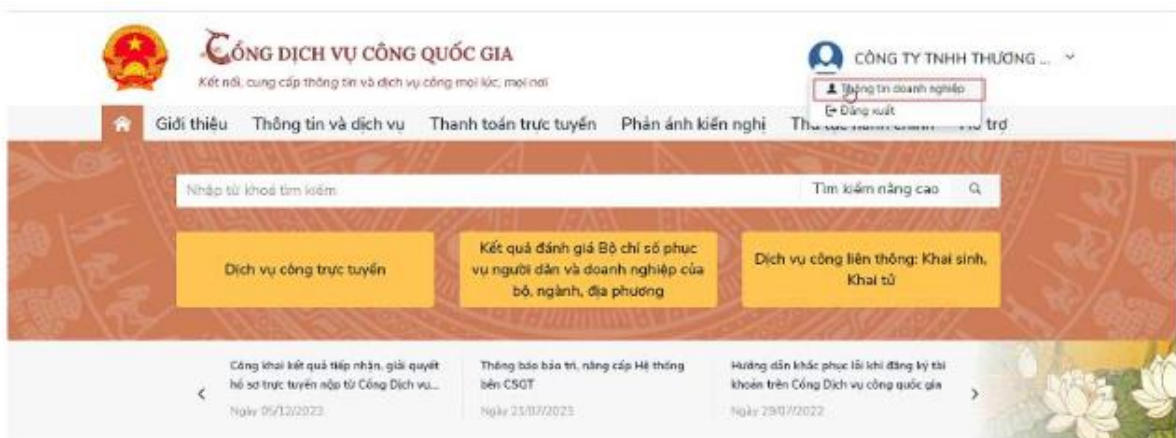 CỔNG DỊCH VỤ CÔNG QUỐC GIA
Kết nối, cung cấp thông tin và dịch vụ công mọi lúc, mọi nơi
CÔNG TY TNHH THƯƠNG ...
Thông tin doanh nghiệp
Đăng xuất
Giới thiệu Thông tin và dịch vụ Thanh toán trực tuyến Phản ánh kiến nghị Thủ tục hành chính Hỗ trợ
Nhập từ khoá tìm kiếm Tìm kiếm nâng cao
Dịch vụ công trực tuyến
Kết quả đánh giá Bộ chỉ số phục
vụ người dân và doanh nghiệp của
bộ, ngành, địa phương
Dịch vụ công liên thông: Khai sinh,
Khai tử
Công khai kết quả tiếp nhận, giải quyết
hồ sơ trực tuyến nộp từ Cổng Dịch vụ...
Ngày 05/12/2023
Thông báo bảo trì, nâng cấp Hệ thống
bên CSGT
Ngày 21/07/2023
Hướng dẫn khắc phục lỗi khi đăng ký tài
khoản trên Cổng Dịch vụ công quốc gia
Ngày 29/07/2022